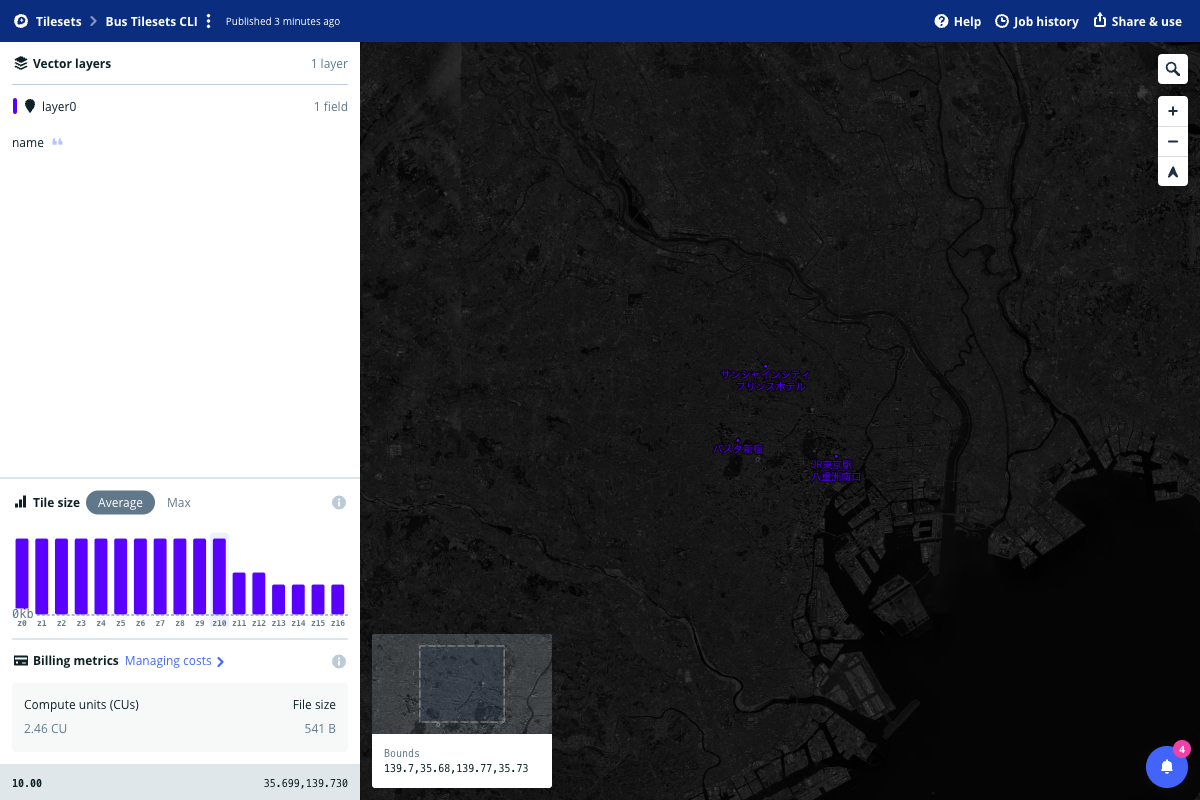 Tilesets
Bus Tilesets CLI
Published 3 minutes ago
Help
Job history
Share & use
Vector layers
1 layer
layer0
1 field
name
Tile size
Average
Max
0kb
z0 z1 z2 z3 z4 z5 z6 z7 z8 z9 z10 z11 z12 z13 z14 z15 z16
Billing metrics
Managing costs
Compute units (CUs)
File size
2.46 CU
541 B
10.00
35.699,139.730
サンシャインシティ
プリンスホテル
バスタ新宿
JR東京駅
八重洲南口
Bounds
139.7,35.68,139.77,35.73
4